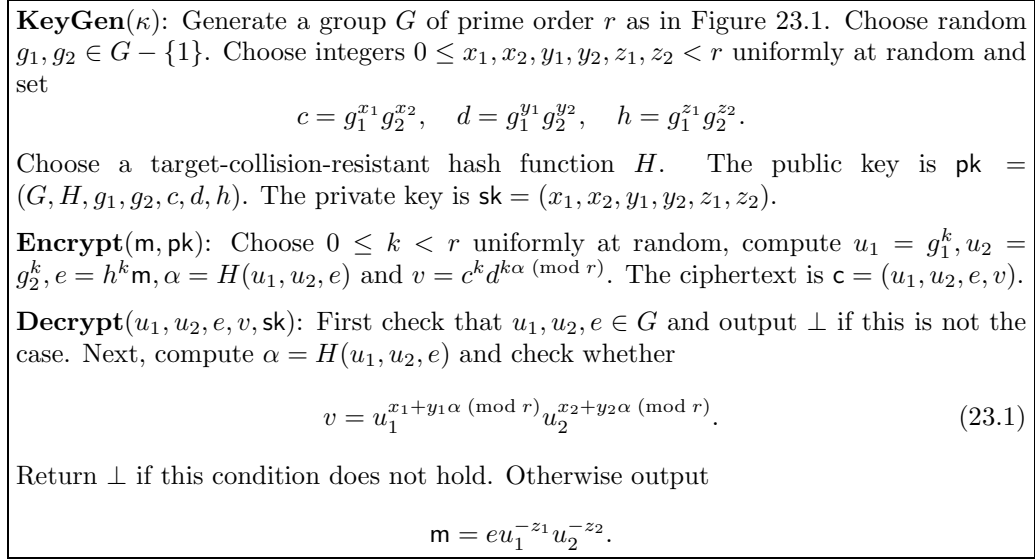 KeyGen(κ): Generate a group G of prime order r as in Figure 23.1. Choose random
g₁, g₂ ∈ G − {1}. Choose integers 0 ≤ x₁, x₂, y₁, y₂, z₁, z₂ < r uniformly at random and
set
c = g₁^{x₁} g₂^{x₂}, d = g₁^{y₁} g₂^{y₂}, h = g₁^{z₁} g₂^{z₂}.
Choose a target-collision-resistant hash function H. The public key is pk =
(G, H, g₁, g₂, c, d, h). The private key is sk = (x₁, x₂, y₁, y₂, z₁, z₂).
Encrypt(m, pk): Choose 0 ≤ k < r uniformly at random, compute u₁ = g₁^k, u₂ =
g₂^k, e = h^k m, α = H(u₁, u₂, e) and v = c^k d^{kα (mod r)}. The ciphertext is c = (u₁, u₂, e, v).
Decrypt(u₁, u₂, e, v, sk): First check that u₁, u₂, e ∈ G and output ⊥ if this is not the
case. Next, compute α = H(u₁, u₂, e) and check whether
v = u₁^{x₁+y₁α (mod r)} u₂^{x₂+y₂α (mod r)}. (23.1)
Return ⊥ if this condition does not hold. Otherwise output
m = eu₁^{−z₁} u₂^{−z₂}.